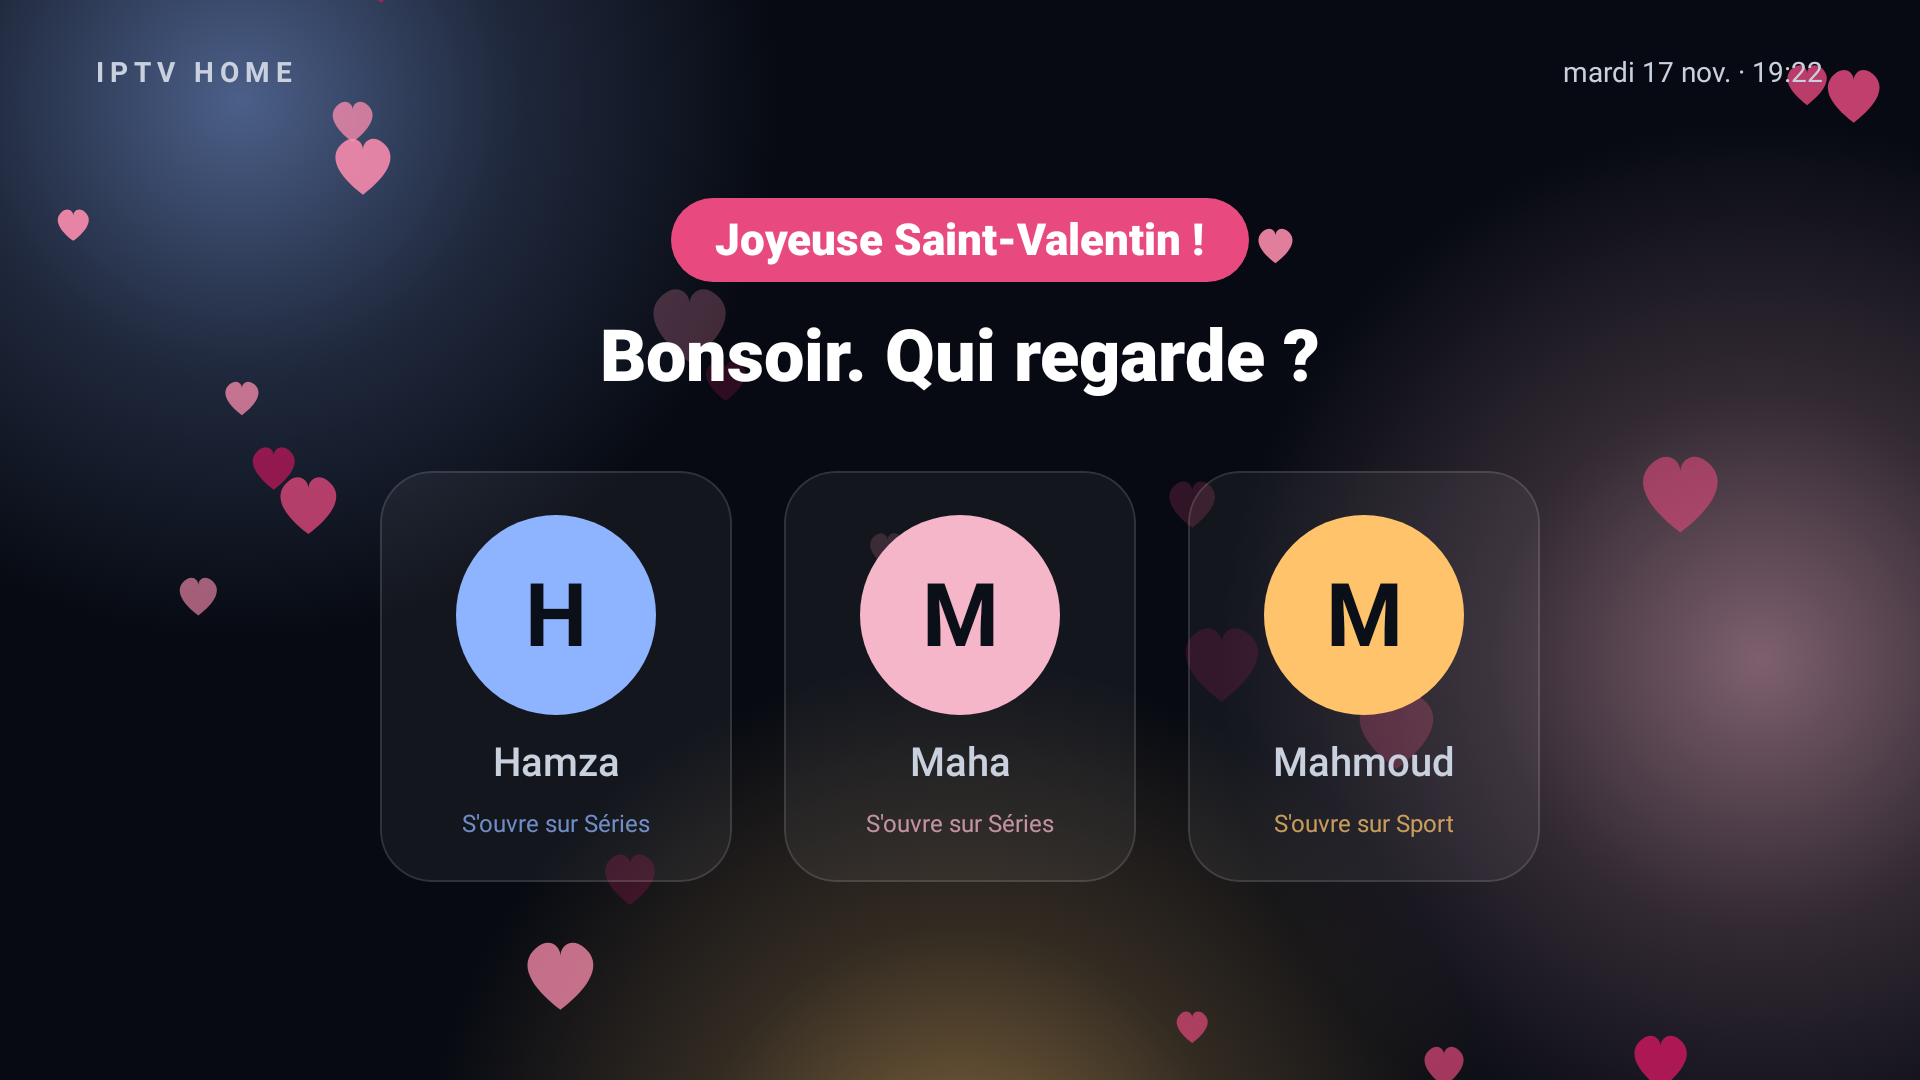 IPTV HOME
mardi 17 nov. · 19:22
Joyeuse Saint-Valentin !
Bonsoir. Qui regarde ?
H
M
M
Hamza
Maha
Mahmoud
S'ouvre sur Séries
S'ouvre sur Séries
S'ouvre sur Sport